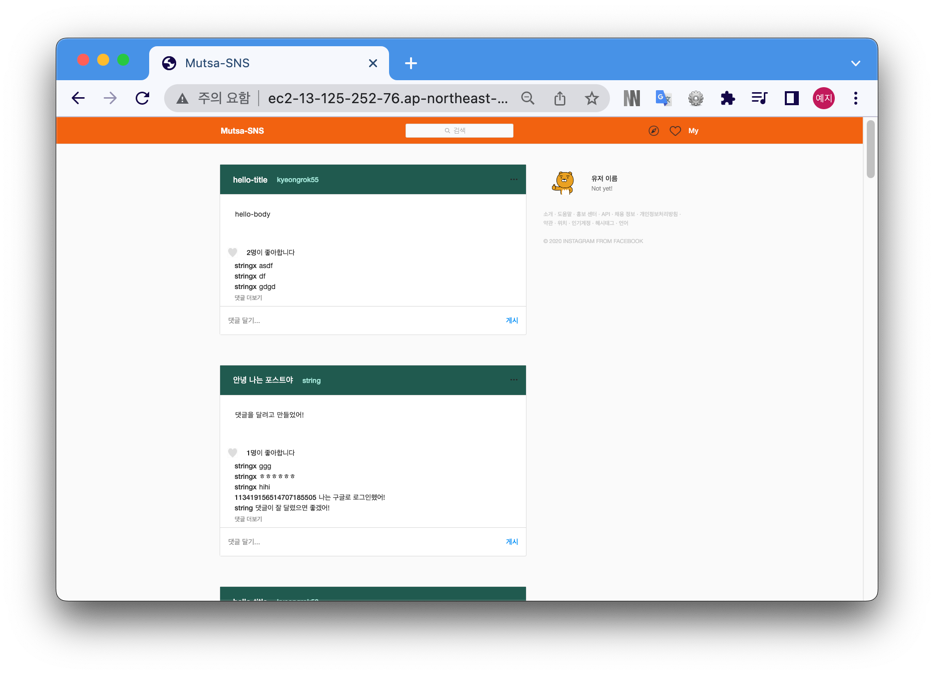 Mutsa-SNS
주의 요함 ec2-13-125-252-76.ap-northeast-...
예지
Mutsa-SNS 검색 My
hello-title kyeongrok55 ...
hello-body
2명이 좋아합니다
stringx asdf
stringx df
stringx gdgd
댓글 더보기
댓글 달기... 게시
안녕 나는 포스트야 string ...
댓글을 달려고 만들었어!
1명이 좋아합니다
stringx ggg
stringx ㅎㅎㅎㅎㅎㅎ
stringx hihi
113419156514707185505 나는 구글로 로그인했어!
string 댓글이 잘 달렸으면 좋겠어!
댓글 더보기
댓글 달기... 게시
유저 이름
Not yet!
소개 · 도움말 · 홍보 센터 · API · 채용 정보 · 개인정보처리방침 ·
약관 · 위치 · 인기계정 · 해시태그 · 언어
© 2020 INSTAGRAM FROM FACEBOOK